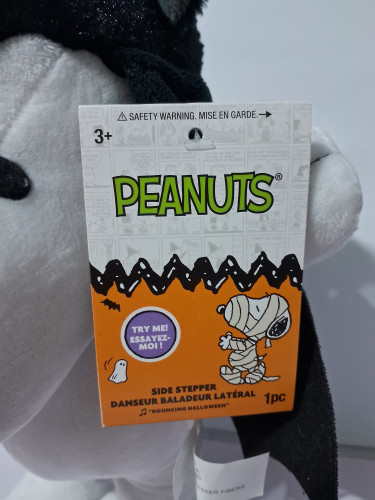 ⚠ SAFETY WARNING. MISE EN GARDE.→
3+
PEANUTS®
TRY ME!
ESSAYEZ-
MOI !
SIDE STEPPER
DANSEUR BALADEUR LATÉRAL
♫ "BOUNCING HALLOWEEN"
1pc